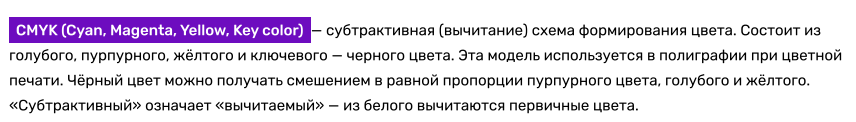 CMYK (Cyan, Magenta, Yellow, Key color) — субтрактивная (вычитание) схема формирования цвета. Состоит из
голубого, пурпурного, жёлтого и ключевого — черного цвета. Эта модель используется в полиграфии при цветной
печати. Чёрный цвет можно получать смешением в равной пропорции пурпурного цвета, голубого и жёлтого.
«Субтрактивный» означает «вычитаемый» — из белого вычитаются первичные цвета.